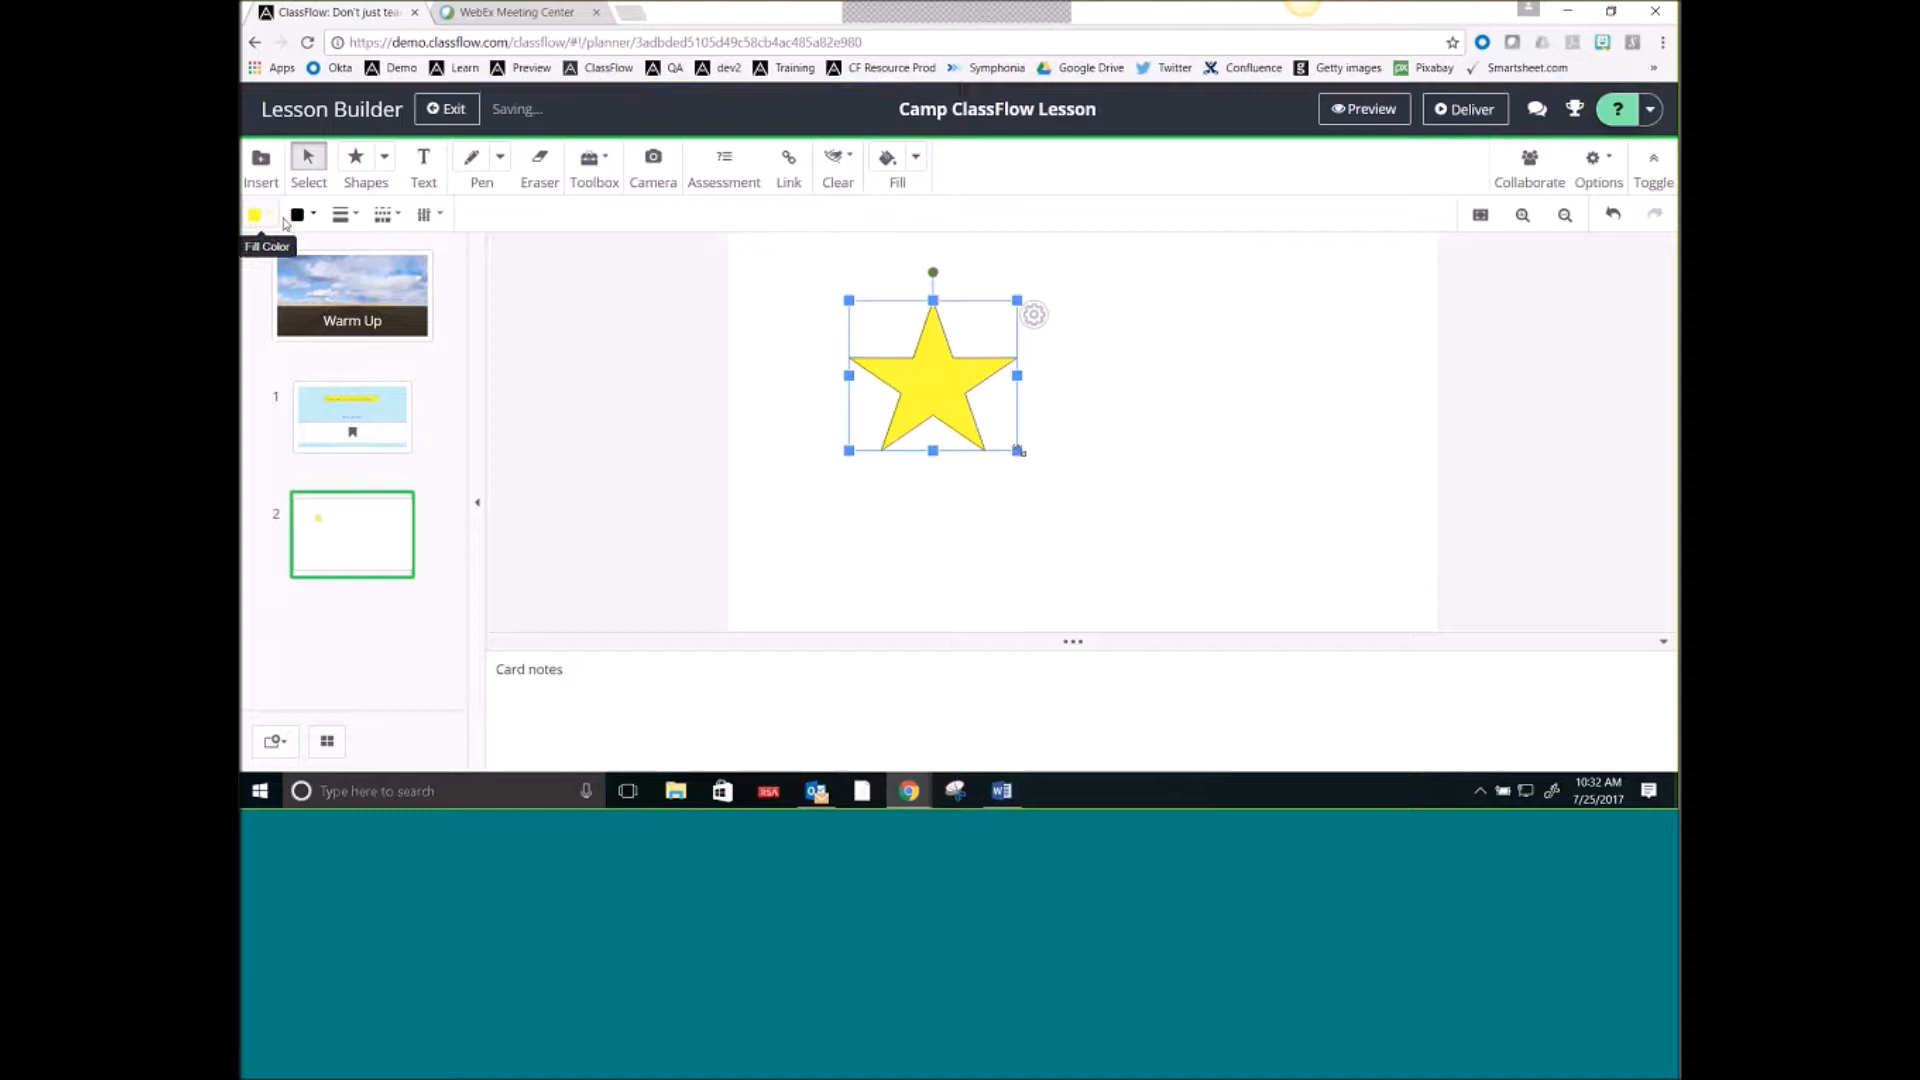 ClassFlow: Don't just tea
WebEx Meeting Center
https://demo.classflow.com/classflow/#!/planner/3adbded5105d49c58cb4ac485a82e980
Apps Okta Demo Learn Preview ClassFlow QA dev2 Training CF Resource Prod Symphonia Google Drive Twitter Confluence Getty images Pixabay Smartsheet.com »
Lesson Builder Exit Saving... Camp ClassFlow Lesson Preview Deliver ?
Insert Select Shapes Text Pen Eraser Toolbox Camera Assessment Link Clear Fill Collaborate Options Toggle
Fill Color
Warm Up
1
2
Card notes
Type here to search
RSA
10:32 AM
7/25/2017